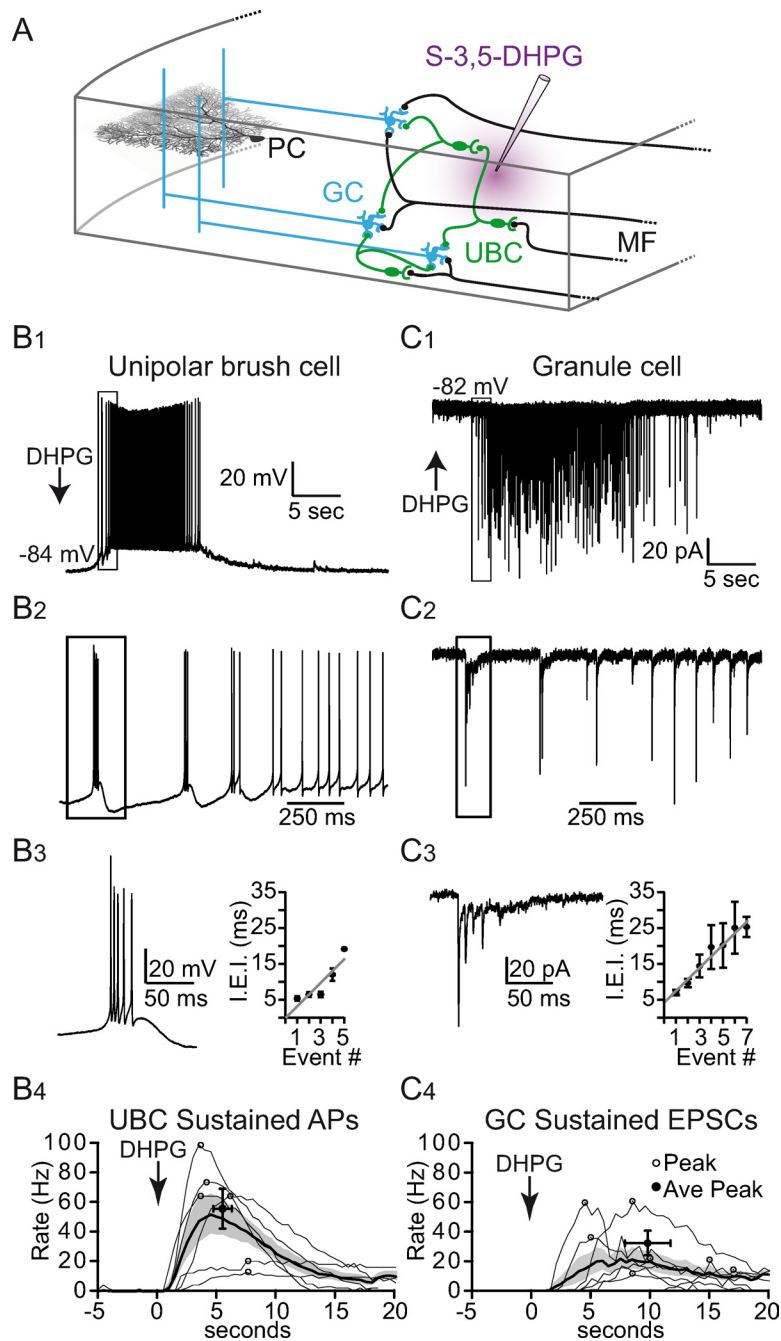 A
S-3,5-DHPG
PC
GC
UBC
MF
B1
Unipolar brush cell
DHPG
20 mV
5 sec
-84 mV
C1
Granule cell
-82 mV
DHPG
20 pA
5 sec
B2
250 ms
C2
250 ms
B3
20 mV
50 ms
I.E.I. (ms)
35
25
15
5
1 3 5
Event #
C3
20 pA
50 ms
I.E.I. (ms)
35
25
15
5
1 3 5 7
Event #
B4
UBC Sustained APs
DHPG
Rate (Hz)
100
80
60
40
20
0
-5 0 5 10 15 20
seconds
C4
GC Sustained EPSCs
DHPG
Peak
Ave Peak
Rate (Hz)
100
80
60
40
20
0
-5 0 5 10 15 20
seconds